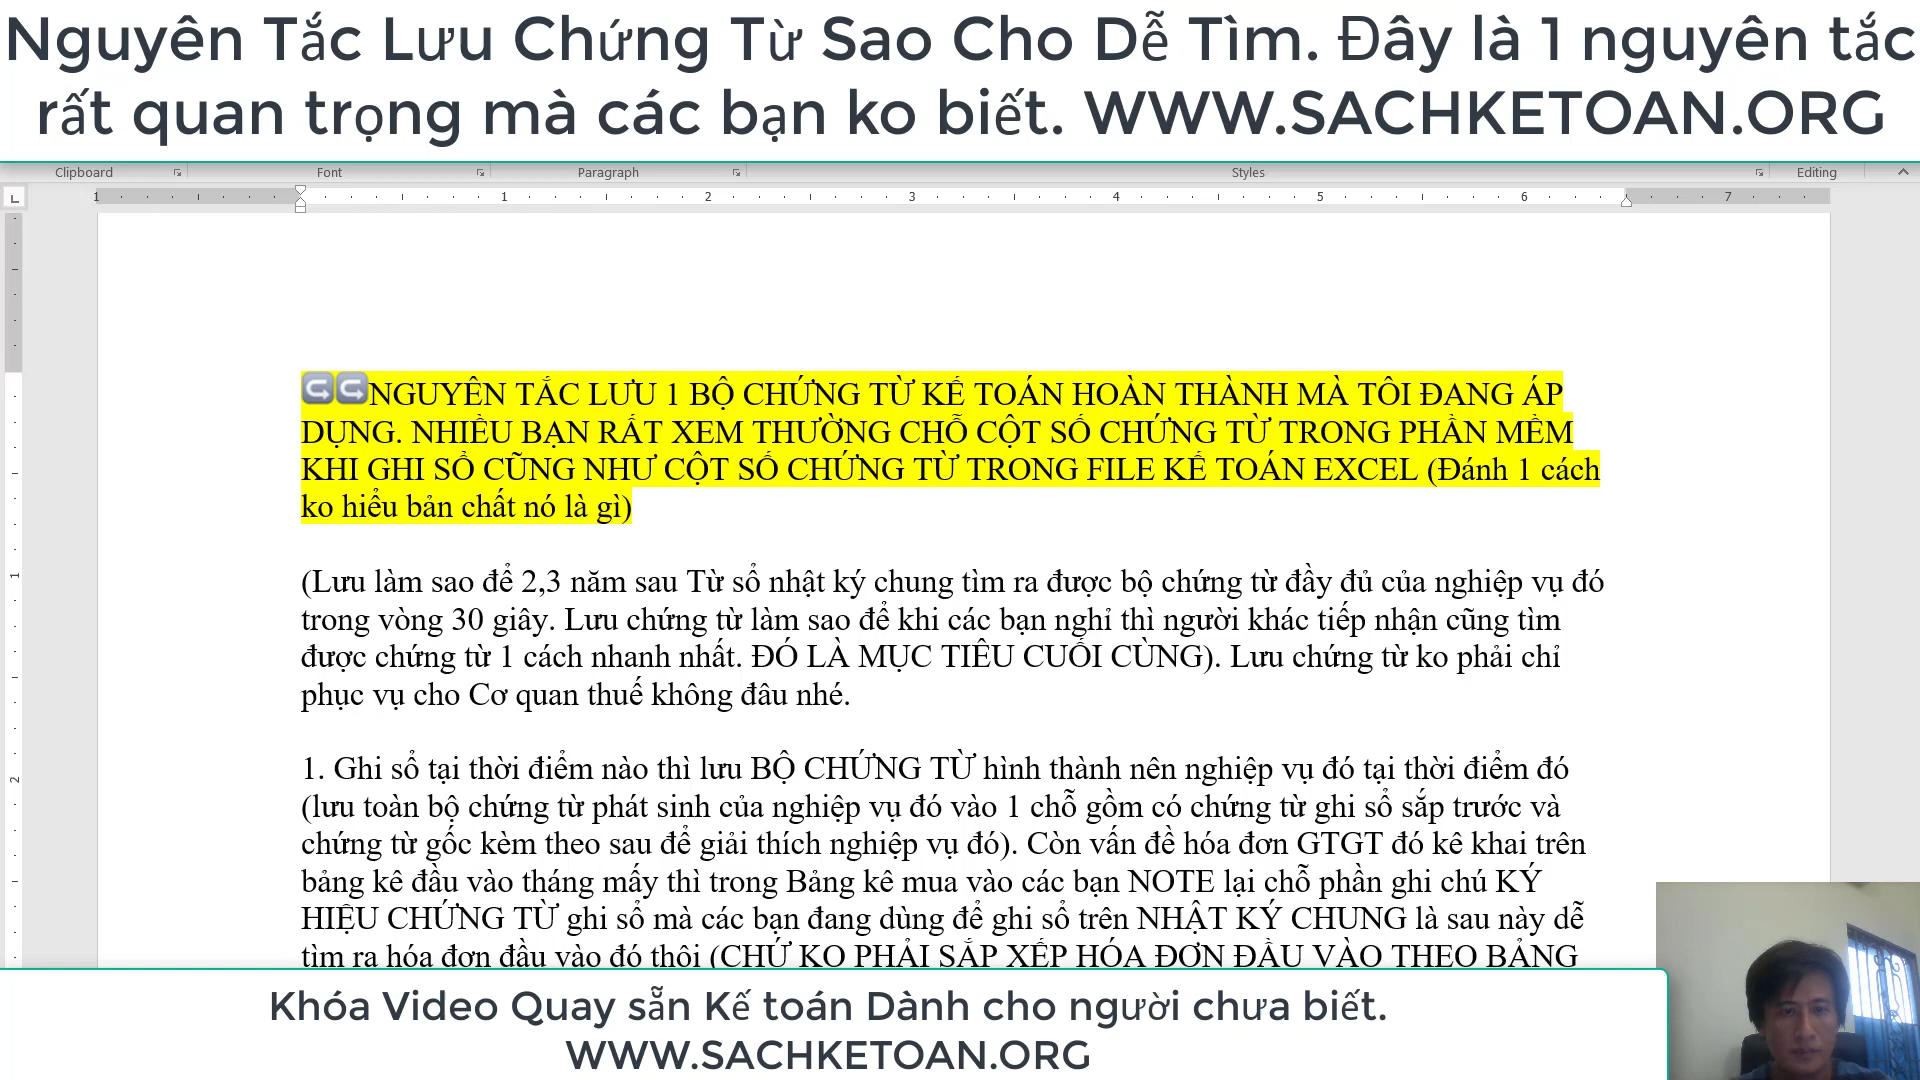 Nguyên Tắc Lưu Chứng Từ Sao Cho Dễ Tìm. Đây là 1 nguyên tắc
rất quan trọng mà các bạn ko biết. WWW.SACHKETOAN.ORG
Clipboard Font Paragraph Styles Editing
1 1 2 3 4 5 6 7
NGUYÊN TẮC LƯU 1 BỘ CHỨNG TỪ KẾ TOÁN HOÀN THÀNH MÀ TÔI ĐANG ÁP
DỤNG. NHIỀU BẠN RẤT XEM THƯỜNG CHỖ CỘT SỐ CHỨNG TỪ TRONG PHẦN MỀM
KHI GHI SỔ CŨNG NHƯ CỘT SỐ CHỨNG TỪ TRONG FILE KẾ TOÁN EXCEL (Đánh 1 cách
ko hiểu bản chất nó là gì)
(Lưu làm sao để 2,3 năm sau Từ sổ nhật ký chung tìm ra được bộ chứng từ đầy đủ của nghiệp vụ đó
trong vòng 30 giây. Lưu chứng từ làm sao để khi các bạn nghỉ thì người khác tiếp nhận cũng tìm
được chứng từ 1 cách nhanh nhất. ĐÓ LÀ MỤC TIÊU CUỐI CÙNG). Lưu chứng từ ko phải chỉ
phục vụ cho Cơ quan thuế không đâu nhé.
1
1. Ghi sổ tại thời điểm nào thì lưu BỘ CHỨNG TỪ hình thành nên nghiệp vụ đó tại thời điểm đó
2
(lưu toàn bộ chứng từ phát sinh của nghiệp vụ đó vào 1 chỗ gồm có chứng từ ghi sổ sắp trước và
chứng từ gốc kèm theo sau để giải thích nghiệp vụ đó). Còn vấn đề hóa đơn GTGT đó kê khai trên
bảng kê đầu vào tháng mấy thì trong Bảng kê mua vào các bạn NOTE lại chỗ phần ghi chú KÝ
HIỆU CHỨNG TỪ ghi sổ mà các bạn đang dùng để ghi sổ trên NHẬT KÝ CHUNG là sau này dễ
tìm ra hóa đơn đầu vào đó thôi (CHỨ KO PHẢI SẮP XẾP HÓA ĐƠN ĐẦU VÀO THEO BẢNG
Khóa Video Quay sẵn Kế toán Dành cho người chưa biết.
WWW.SACHKETOAN.ORG